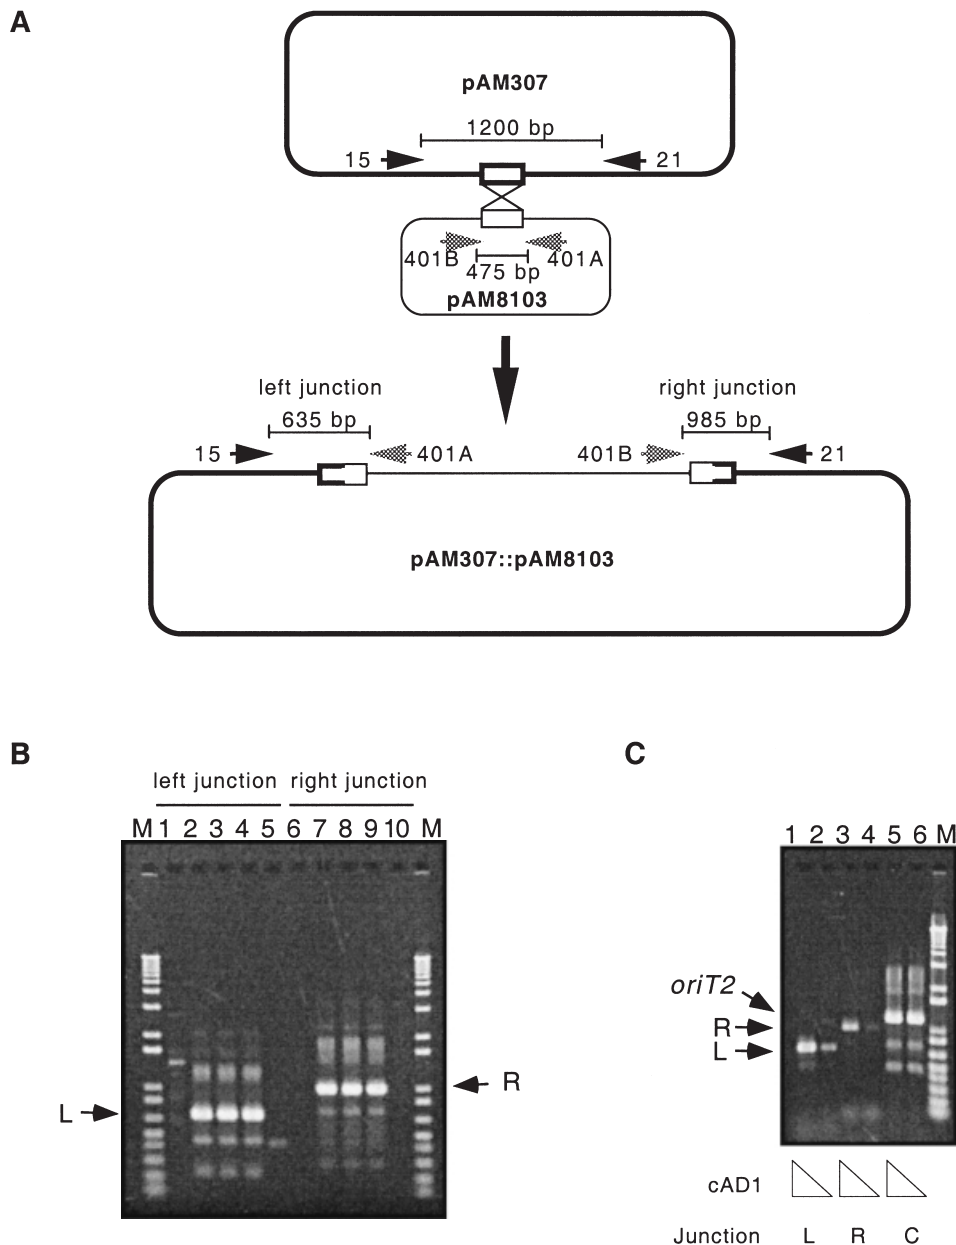 A
pAM307
1200 bp
15
21
401B
401A
475 bp
pAM8103
left junction
right junction
635 bp
985 bp
15
401A
401B
21
pAM307::pAM8103
B
C
left junction right junction
M 1 2 3 4 5 6 7 8 9 10 M
1 2 3 4 5 6 M
oriT2
R
L
R
L
cAD1
Junction L R C